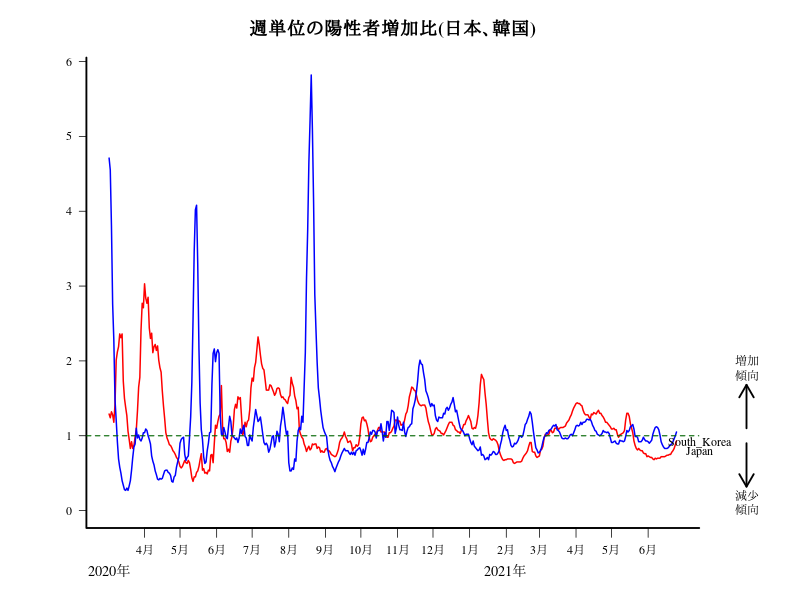 週単位の陽性者増加比(日本、韓国)
6
5
4
3
2
1
0
増加
傾向
South_Korea
Japan
減少
傾向
4月 5月 6月 7月 8月 9月 10月 11月 12月 1月 2月 3月 4月 5月 6月
2020年 2021年